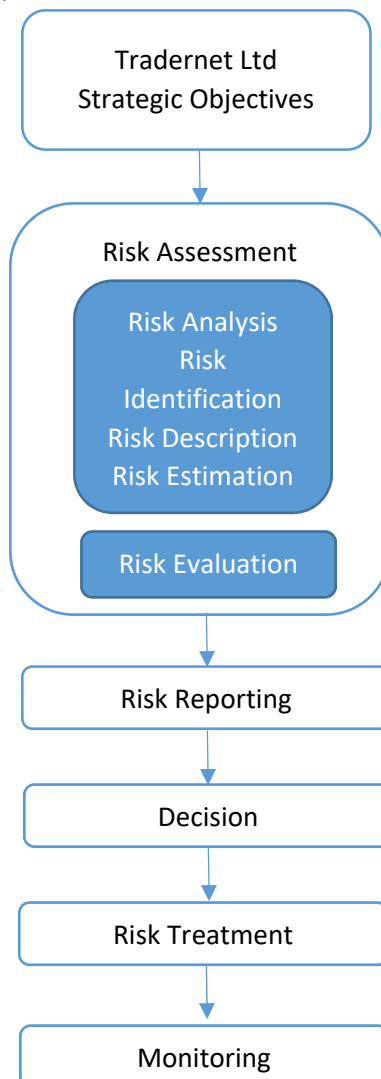 Tradernet Ltd
Strategic Objectives
Risk Assessment
Risk Analysis
Risk
Identification
Risk Description
Risk Estimation
Risk Evaluation
Risk Reporting
Decision
Risk Treatment
Monitoring